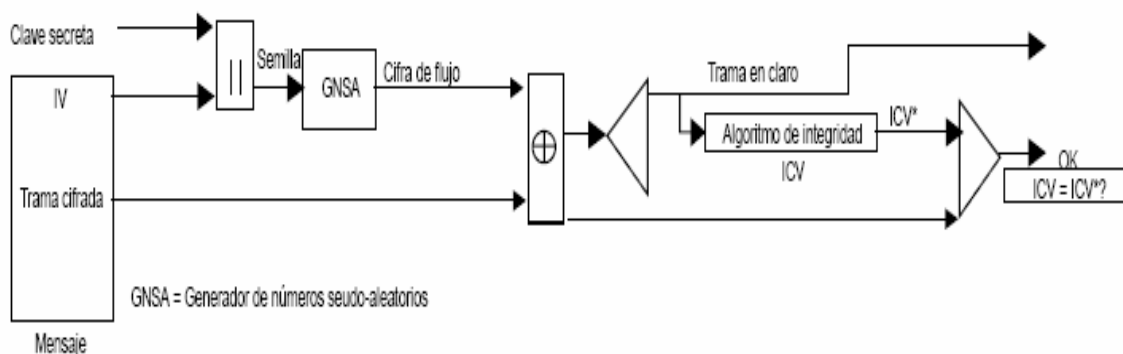 Clave secreta
IV
Trama cifrada
Mensaje
||
Semilla
GNSA
Cifra de flujo
Trama en claro
Algoritmo de integridad
ICV
ICV*
OK
ICV = ICV*?
GNSA = Generador de números seudo-aleatorios